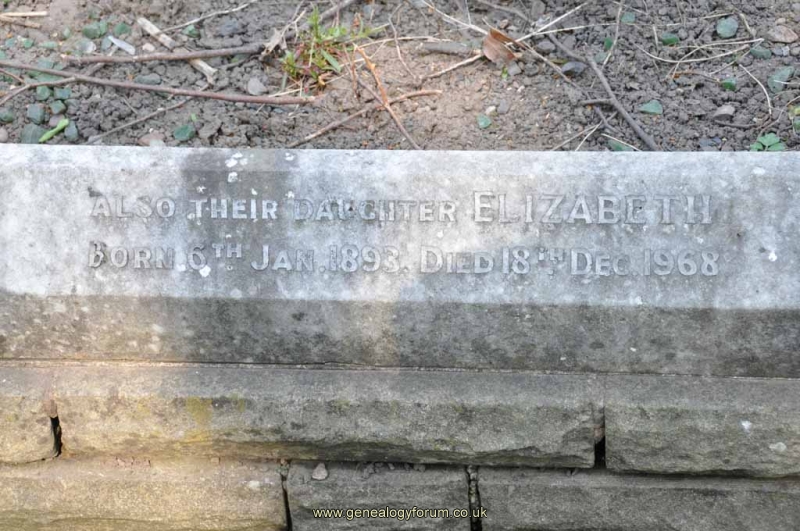 ALSO THEIR DAUGHTER ELIZABETH
BORN 6TH JAN. 1893. DIED 18TH DEC. 1968
www.genealogyforum.co.uk